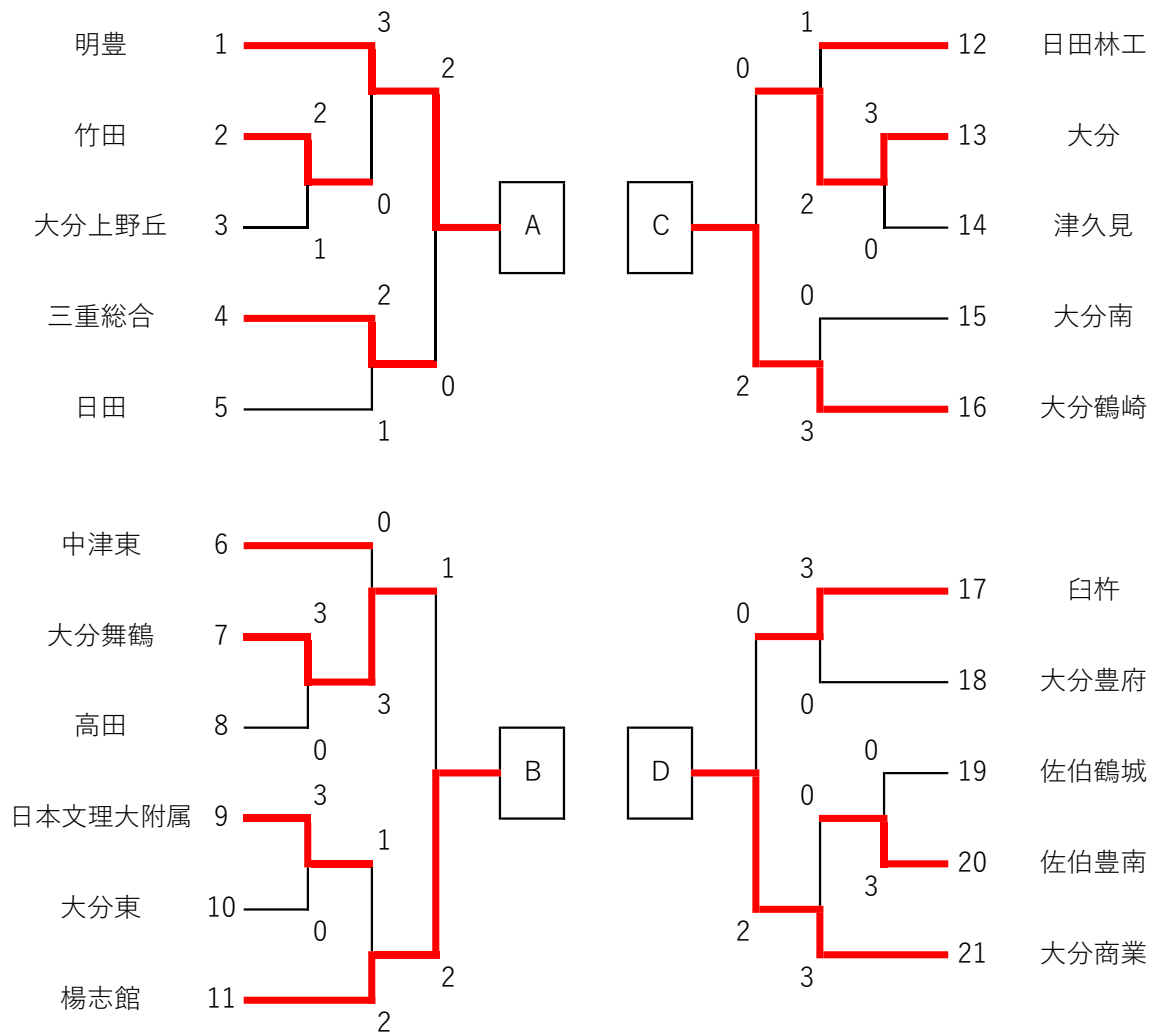 3
1
明豊 1
12 日田林工
2
0
2
3
竹田 2
13 大分
A
C
大分上野丘 3
0
2
14 津久見
1
0
2
0
三重総合 4
15 大分南
0
2
日田 5
16 大分鶴崎
1
3
0
中津東 6
1
3
17 臼杵
3
0
大分舞鶴 7
18 大分豊府
3
0
高田 8
0
0
B
D
19 佐伯鶴城
3
0
日本文理大附属 9
1
20 佐伯豊南
3
大分東 10
0
2
21 大分商業
2
3
楊志館 11
2